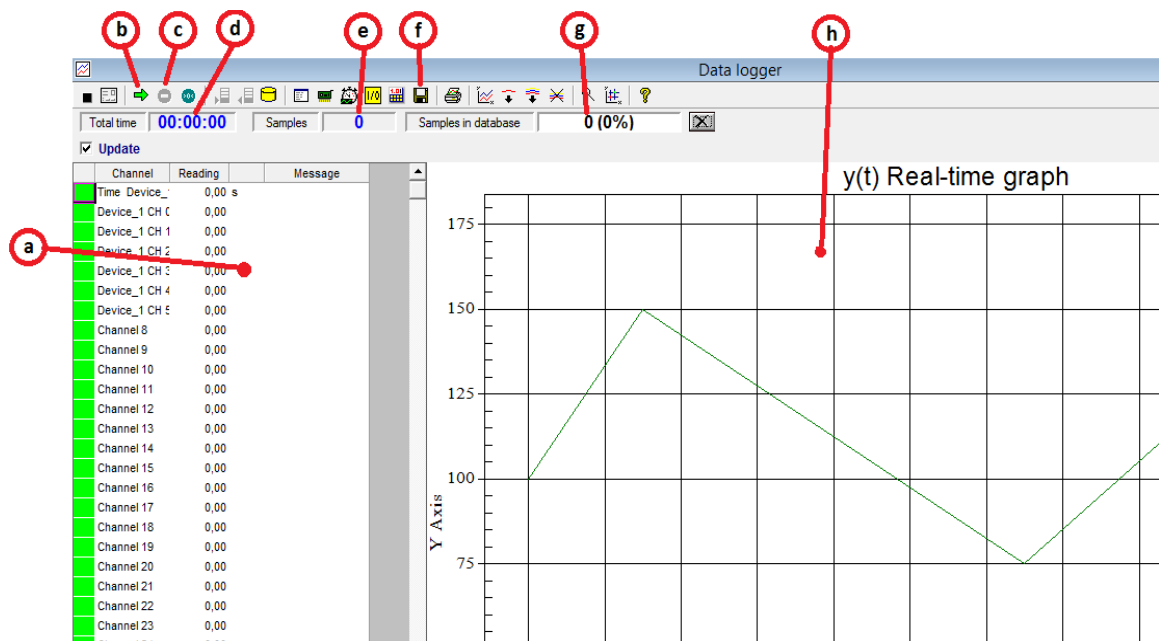 b c d e f g h
Data logger
Total time 00:00:00 Samples 0 Samples in database 0 (0%)
Update
Channel Reading Message
Time Device_ 0,00 s
Device_1 CH 0,00
Device_1 CH 1 0,00
Device_1 CH 2 0,00
a
Device_1 CH 3 0,00
Device_1 CH 4 0,00
Device_1 CH 5 0,00
Channel 8 0,00
Channel 9 0,00
Channel 10 0,00
Channel 11 0,00
Channel 12 0,00
Channel 13 0,00
Channel 14 0,00
Channel 15 0,00
Channel 16 0,00
Channel 17 0,00
Channel 18 0,00
Channel 19 0,00
Channel 20 0,00
Channel 21 0,00
Channel 22 0,00
Channel 23 0,00
y(t) Real-time graph
175
150
125
100
75
Y Axis